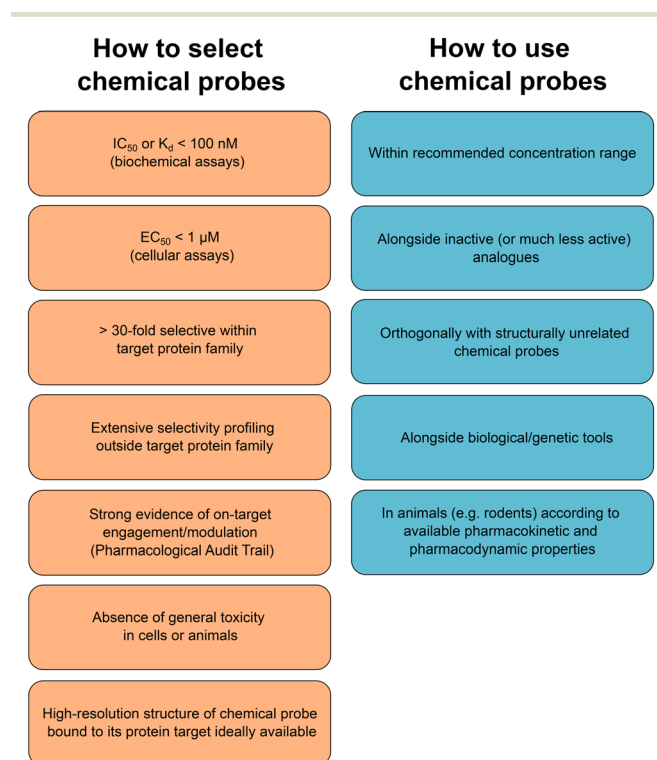 How to select
chemical probes
IC₅₀ or K_d < 100 nM
(biochemical assays)
EC₅₀ < 1 µM
(cellular assays)
> 30-fold selective within
target protein family
Extensive selectivity profiling
outside target protein family
Strong evidence of on-target
engagement/modulation
(Pharmacological Audit Trail)
Absence of general toxicity
in cells or animals
High-resolution structure of chemical probe
bound to its protein target ideally available
How to use
chemical probes
Within recommended concentration range
Alongside inactive (or much less active)
analogues
Orthogonally with structurally unrelated
chemical probes
Alongside biological/genetic tools
In animals (e.g. rodents) according to
available pharmacokinetic and
pharmacodynamic properties